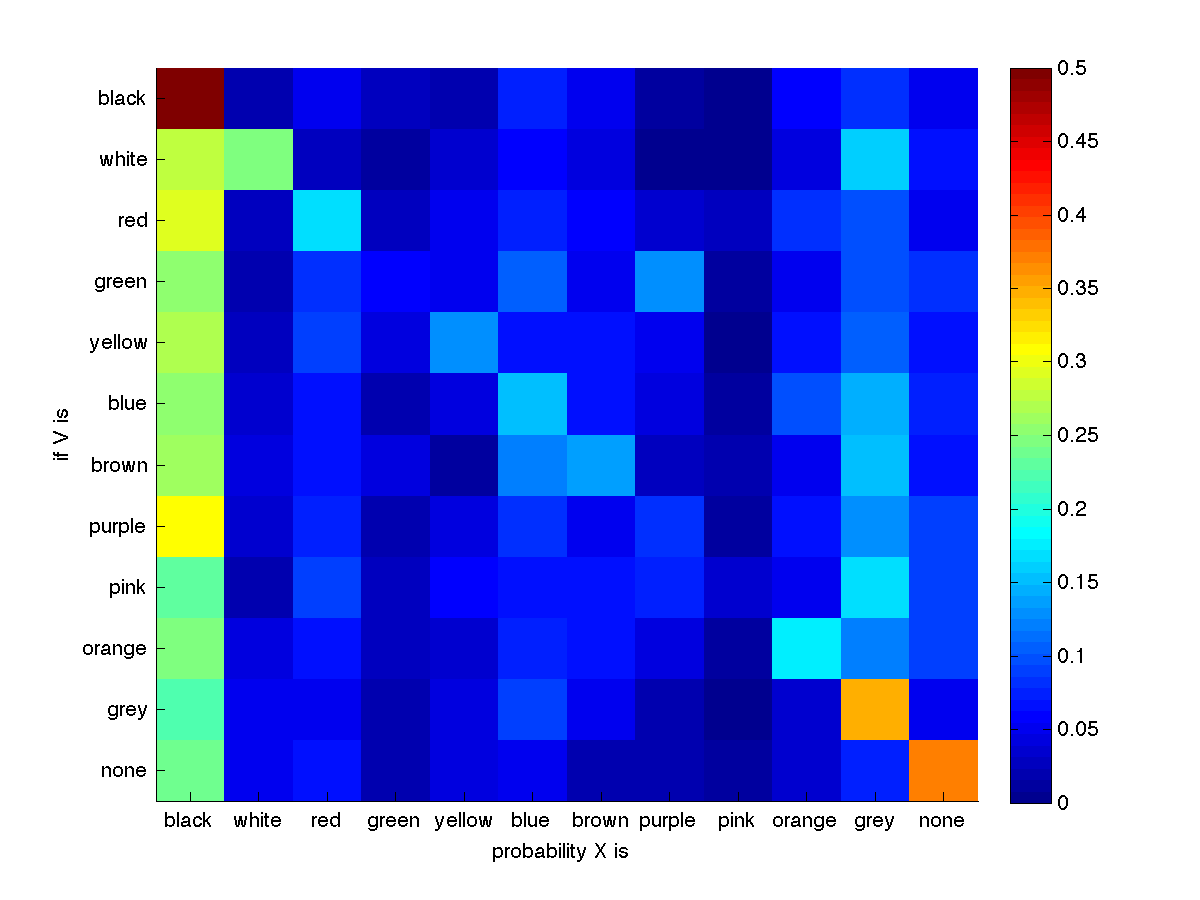 if V is
black
white
red
green
yellow
blue
brown
purple
pink
orange
grey
none
black white red green yellow blue brown purple pink orange grey none
probability X is
0.5
0.45
0.4
0.35
0.3
0.25
0.2
0.15
0.1
0.05
0